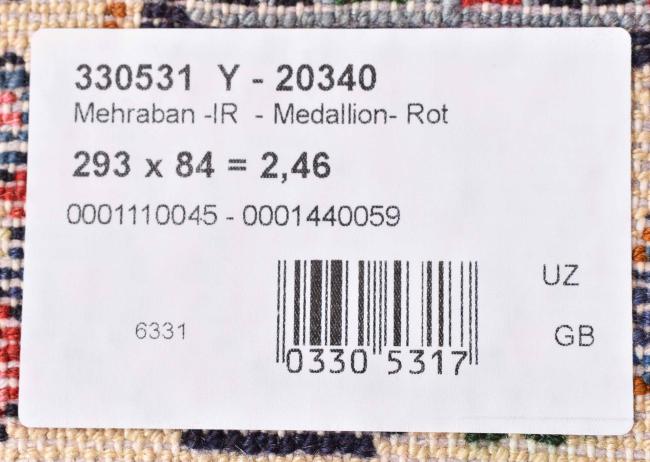 330531 Y - 20340
Mehraban -IR - Medallion- Rot
293 x 84 = 2,46
0001110045 - 0001440059
UZ
6331
GB
0330 5317